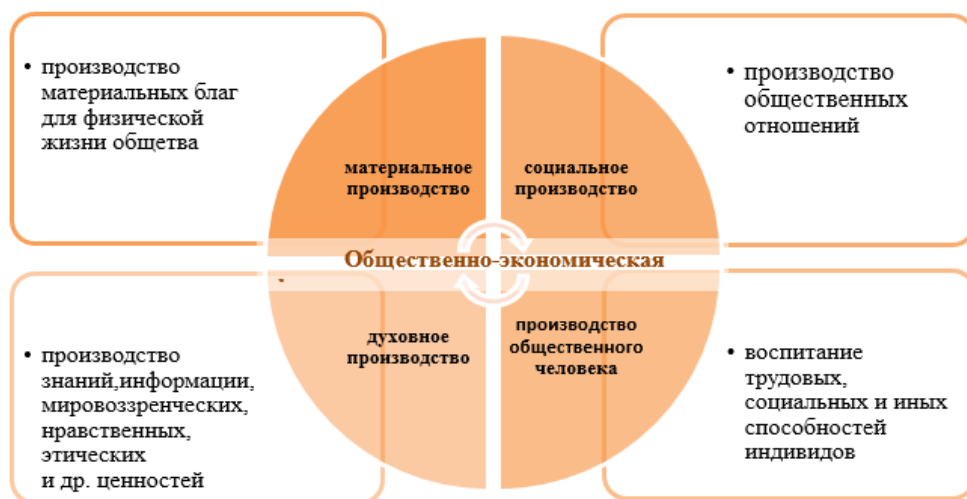 • производство
материальных благ
для физической
жизни общетва
• производство
общественных
отношений
материальное
производство
социальное
производство
Общественно-экономическая
духовное
производство
производство
общественного
человека
• производство
знаний,информации,
мировоззренческих,
нравственных,
этических
и др. ценностей
• воспитание
трудовых,
социальных и иных
способностей
индивидов